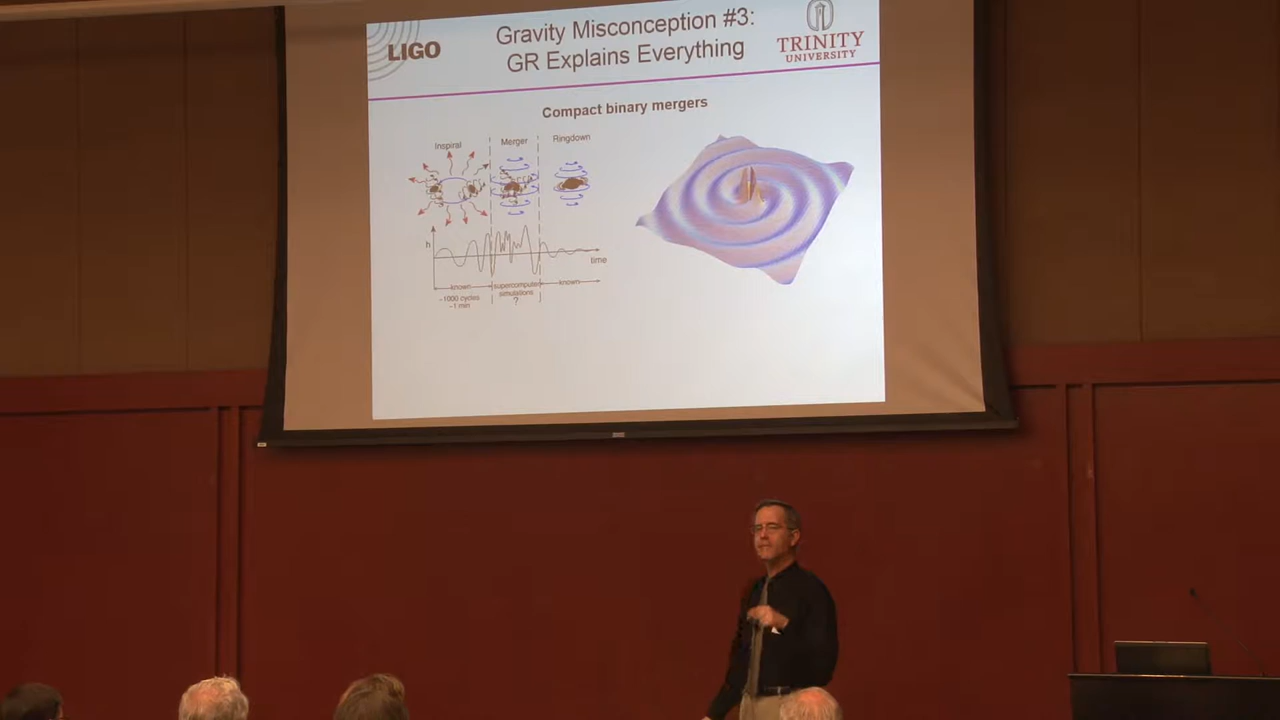 LIGO
Gravity Misconception #3:
GR Explains Everything
TRINITY
UNIVERSITY
Compact binary mergers
Inspiral
Merger
Ringdown
h
time
known
supercomputer
simulations
?
known
~1000 cycles
~1 min